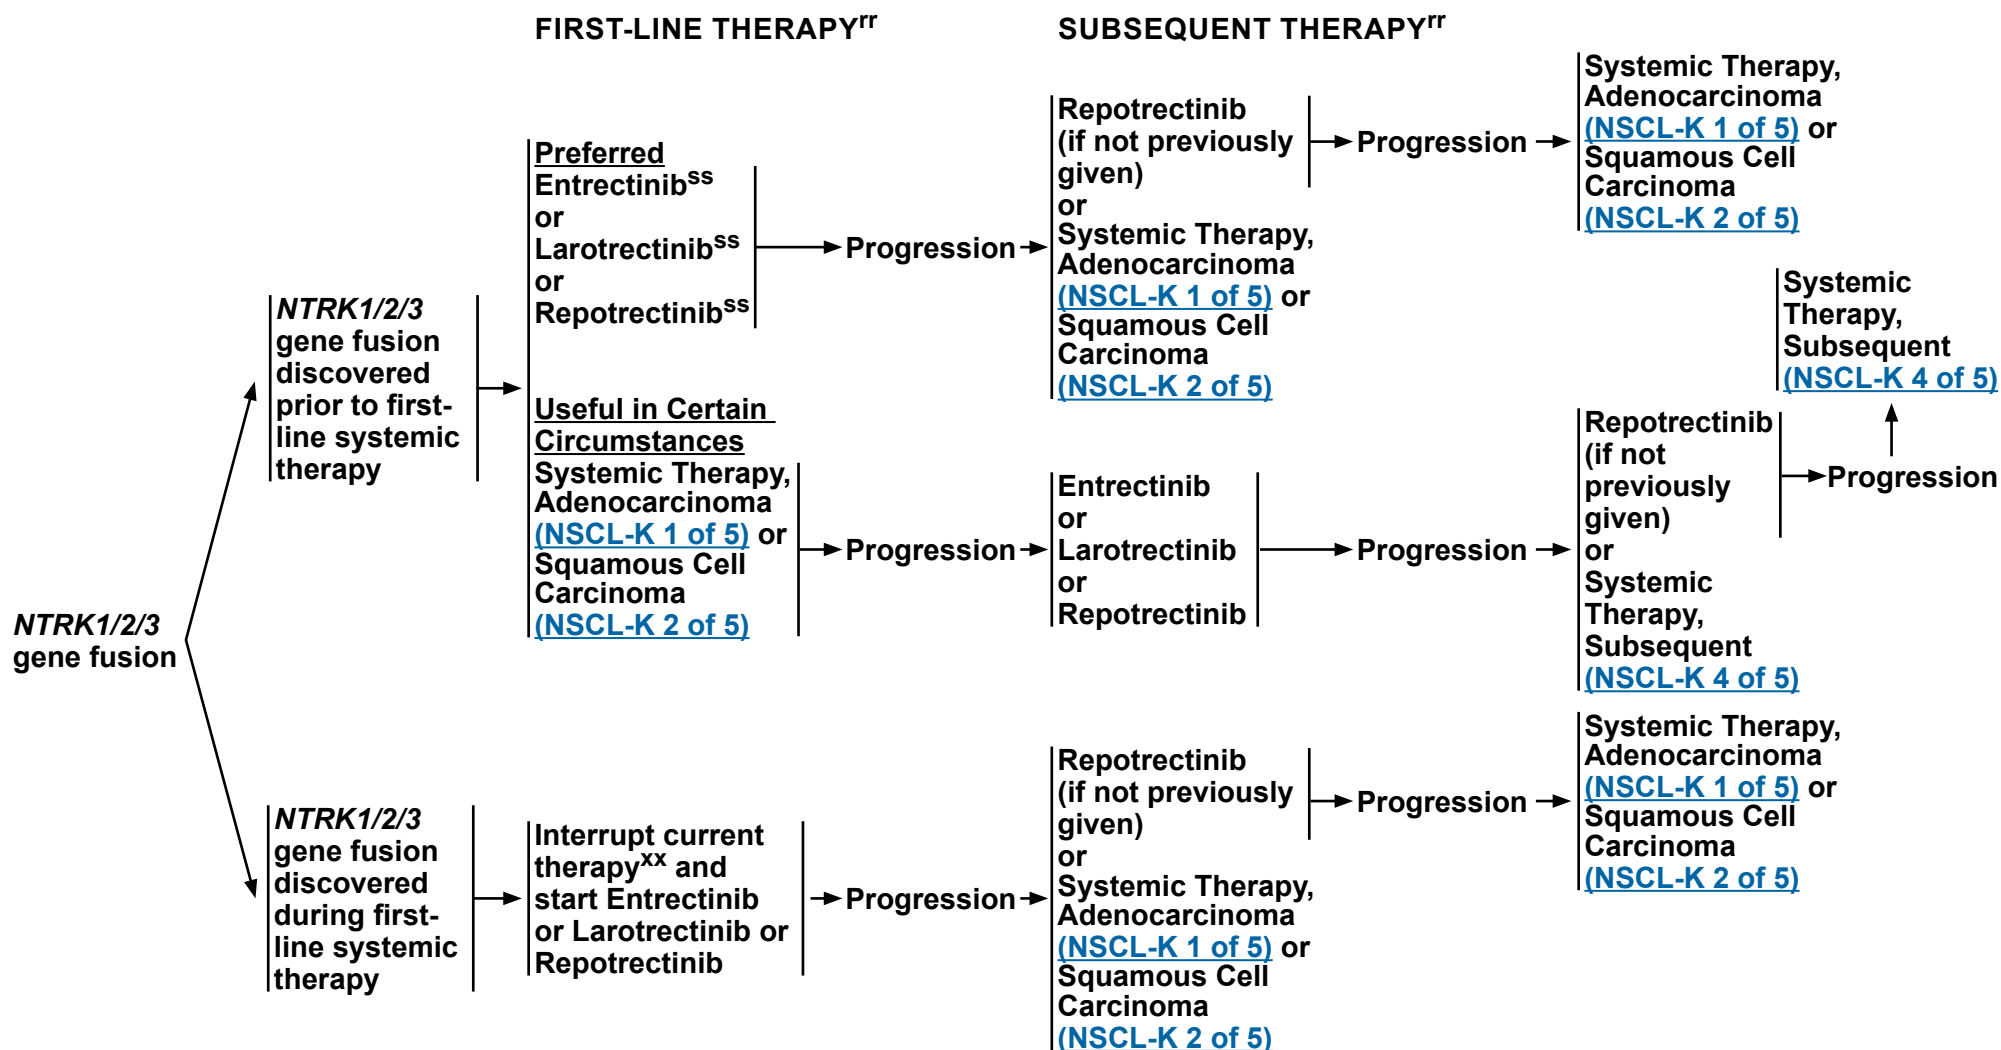 FIRST-LINE THERAPYrr
SUBSEQUENT THERAPYrr
NTRK1/2/3
gene fusion
NTRK1/2/3
gene fusion
discovered
prior to first-
line systemic
therapy
Preferred
Entrectinibss
or
Larotrectinibss
or
Repotrectinibss
Progression
Repotrectinib
(if not previously
given)
or
Systemic Therapy,
Adenocarcinoma
(NSCL-K 1 of 5) or
Squamous Cell
Carcinoma
(NSCL-K 2 of 5)
Progression
Systemic Therapy,
Adenocarcinoma
(NSCL-K 1 of 5) or
Squamous Cell
Carcinoma
(NSCL-K 2 of 5)
Useful in Certain
Circumstances
Systemic Therapy,
Adenocarcinoma
(NSCL-K 1 of 5) or
Squamous Cell
Carcinoma
(NSCL-K 2 of 5)
Progression
Entrectinib
or
Larotrectinib
or
Repotrectinib
Progression
Repotrectinib
(if not
previously
given)
or
Systemic
Therapy,
Subsequent
(NSCL-K 4 of 5)
Progression
Systemic
Therapy,
Subsequent
(NSCL-K 4 of 5)
NTRK1/2/3
gene fusion
discovered
during first-
line systemic
therapy
Interrupt current
therapyxx and
start Entrectinib
or Larotrectinib or
Repotrectinib
Progression
Repotrectinib
(if not previously
given)
or
Systemic Therapy,
Adenocarcinoma
(NSCL-K 1 of 5) or
Squamous Cell
Carcinoma
(NSCL-K 2 of 5)
Progression
Systemic Therapy,
Adenocarcinoma
(NSCL-K 1 of 5) or
Squamous Cell
Carcinoma
(NSCL-K 2 of 5)